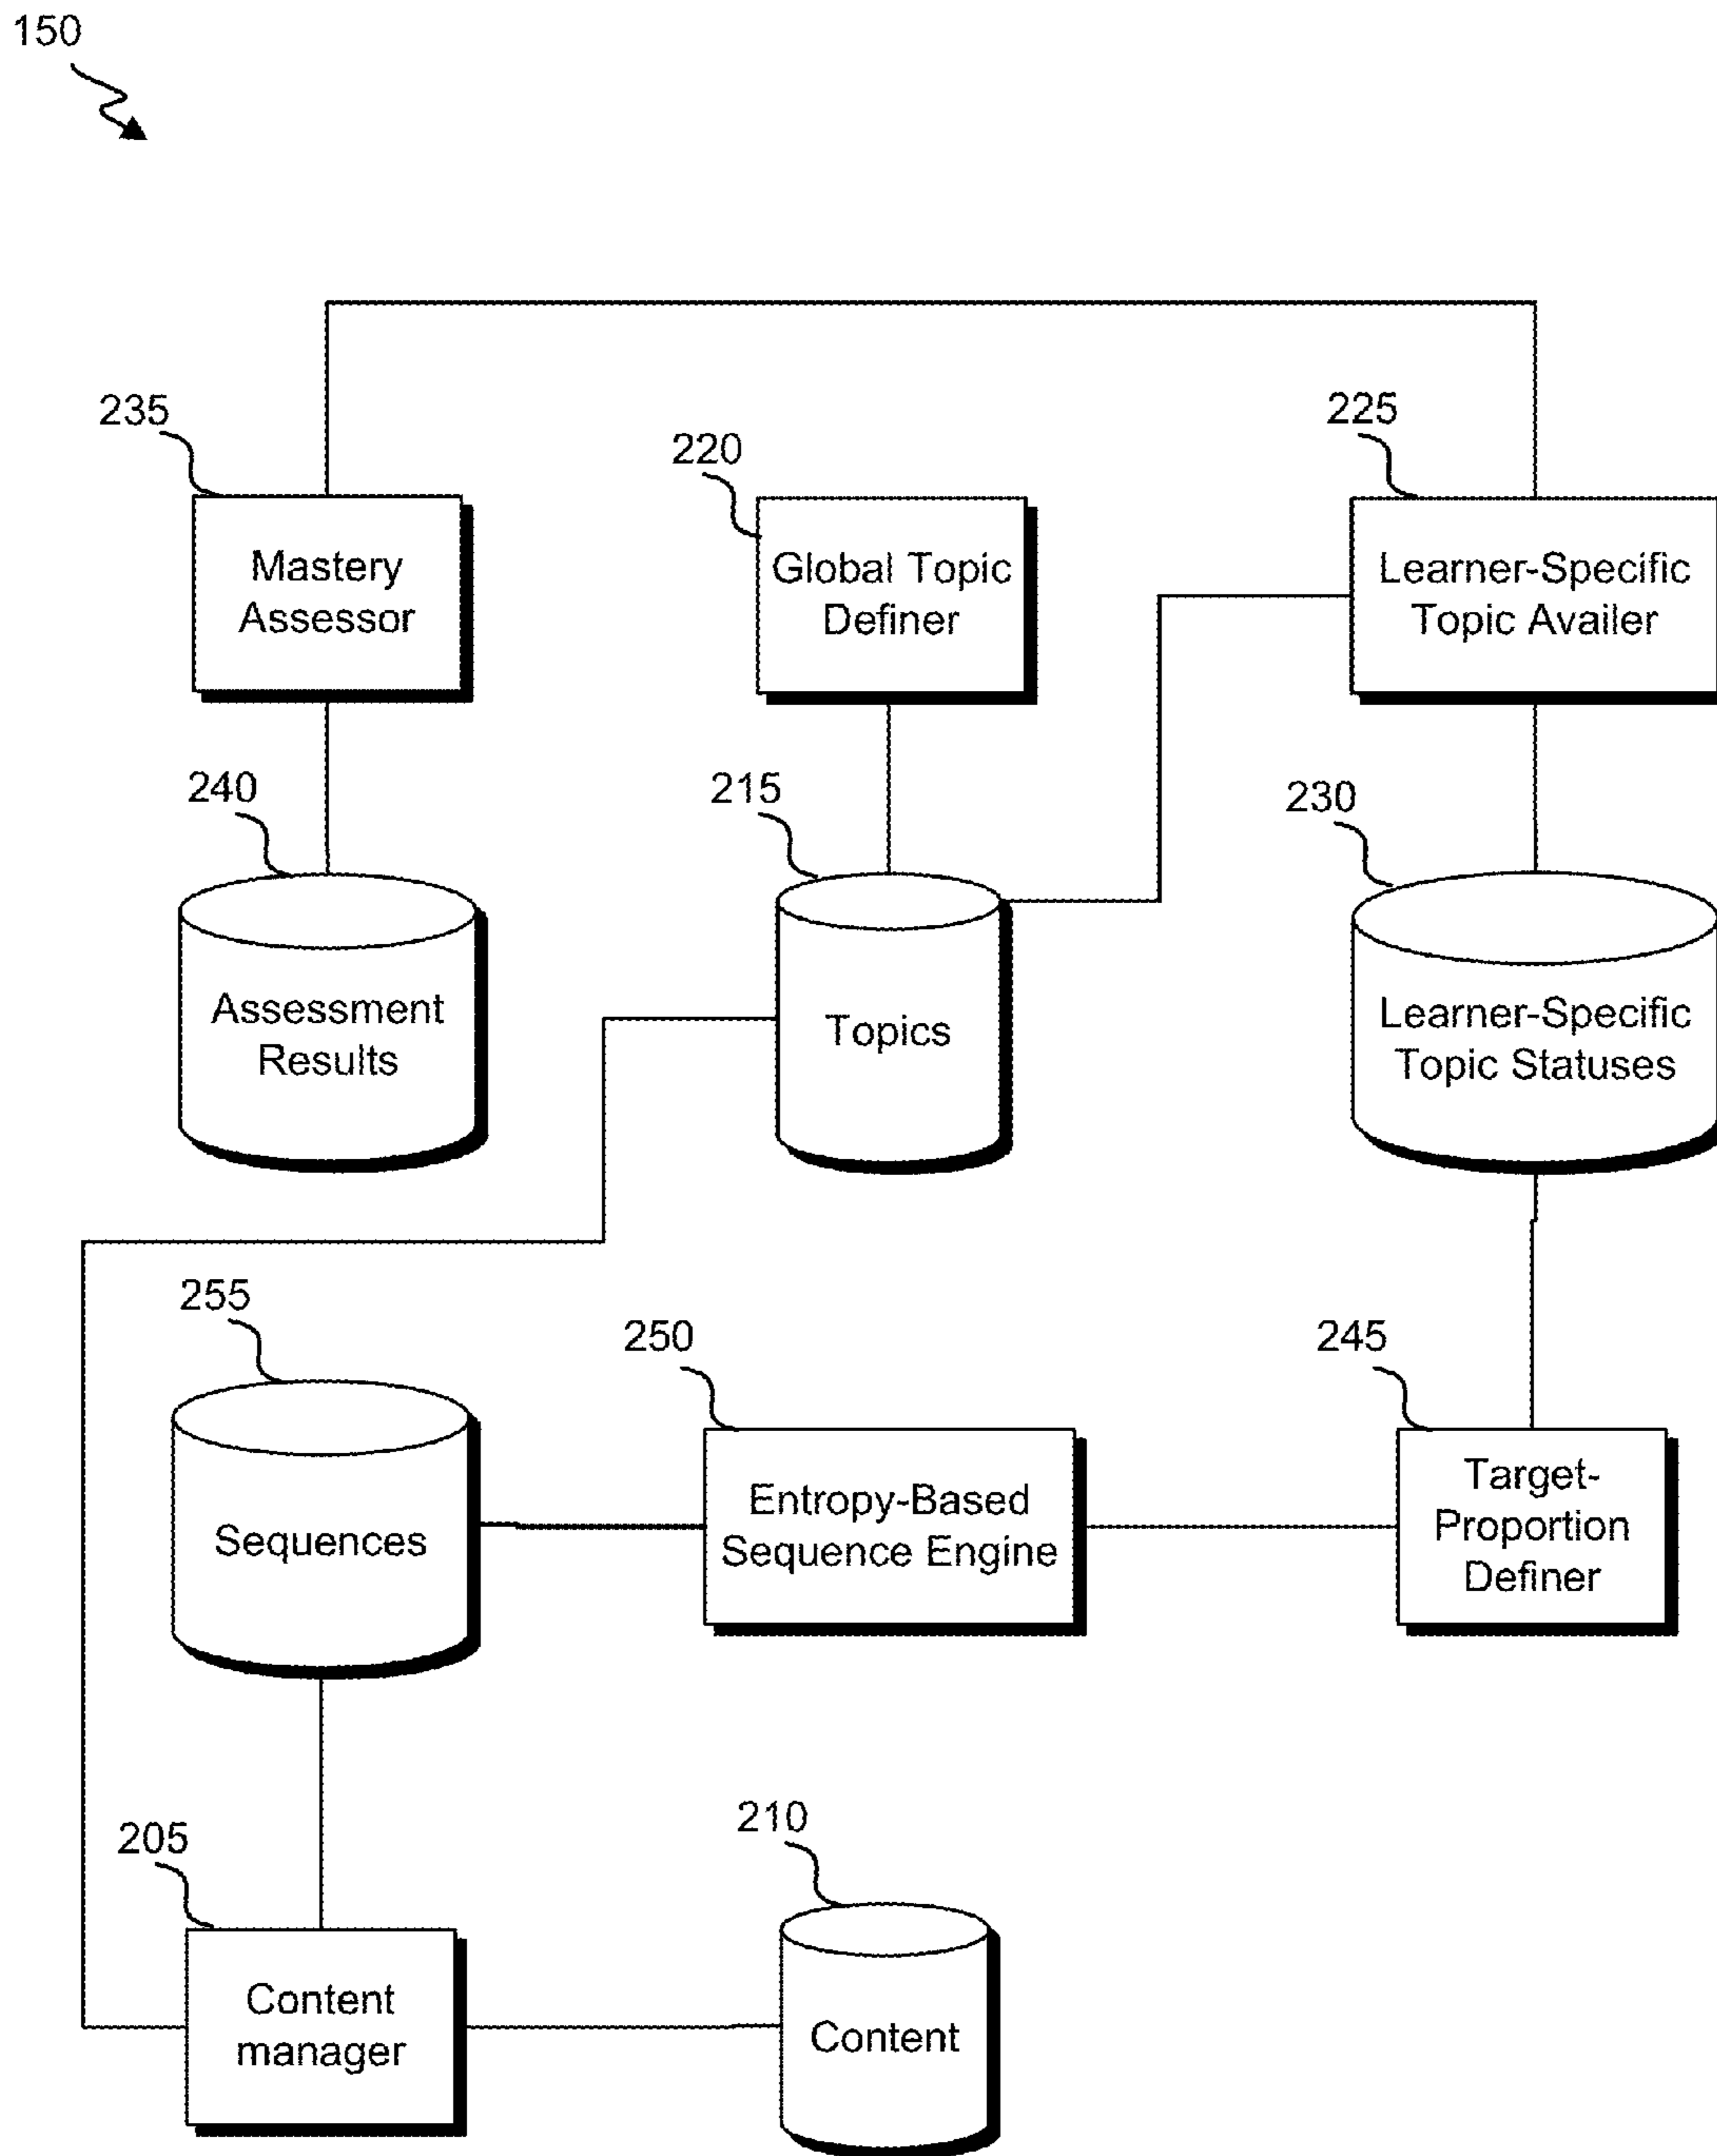 150
235
Mastery
Assessor
220
Global Topic
Definer
225
Learner-Specific
Topic Availer
240
Assessment
Results
215
Topics
230
Learner-Specific
Topic Statuses
255
Sequences
250
Entropy-Based
Sequence Engine
245
Target-
Proportion
Definer
205
Content
manager
210
Content